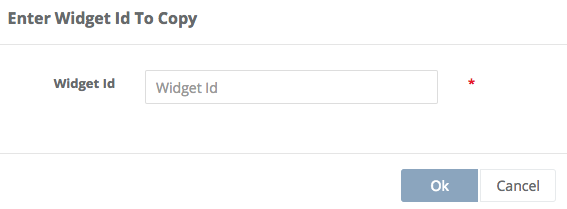 Enter Widget Id To Copy
Widget Id Widget Id *
Ok Cancel